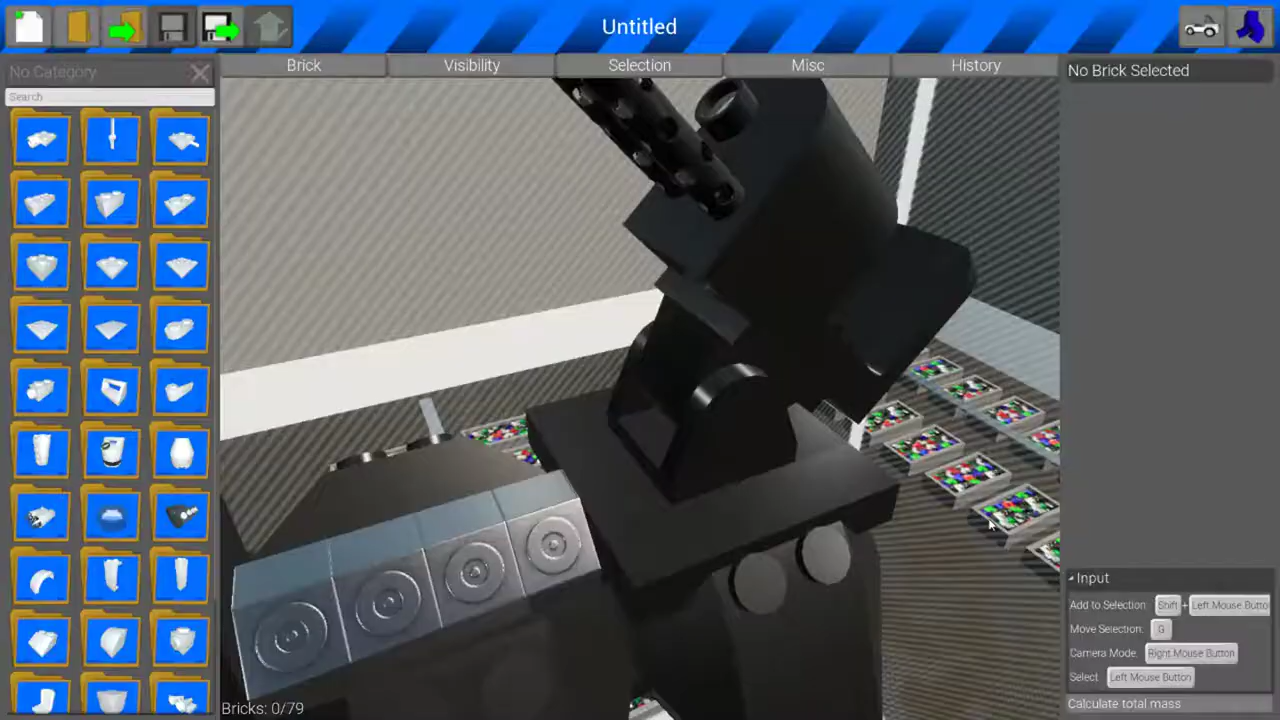 Untitled
No Category
Search
Brick
Visibility
Selection
Misc
History
No Brick Selected
Bricks: 0/79
Input
Add to Selection Shift + Left Mouse Butto
Move Selection: G
Camera Mode: Right Mouse Button
Select Left Mouse Button
Calculate total mass